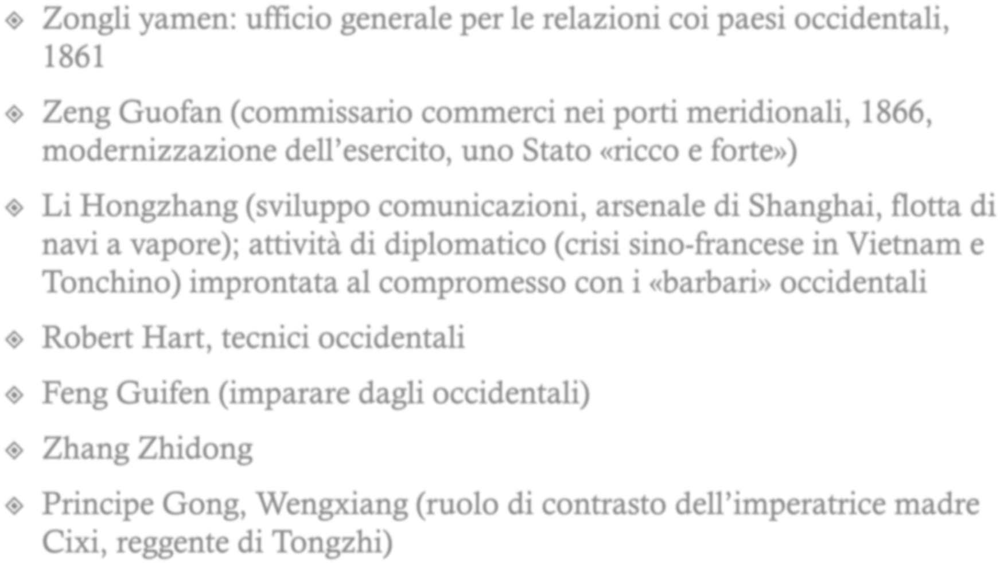 Zongli yamen: ufficio generale per le relazioni coi paesi occidentali,
1861
Zeng Guofan (commissario commerci nei porti meridionali, 1866,
modernizzazione dell’esercito, uno Stato «ricco e forte»)
Li Hongzhang (sviluppo comunicazioni, arsenale di Shanghai, flotta di
navi a vapore); attività di diplomatico (crisi sino-francese in Vietnam e
Tonchino) improntata al compromesso con i «barbari» occidentali
Robert Hart, tecnici occidentali
Feng Guifen (imparare dagli occidentali)
Zhang Zhidong
Principe Gong, Wengxiang (ruolo di contrasto dell’imperatrice madre
Cixi, reggente di Tongzhi)